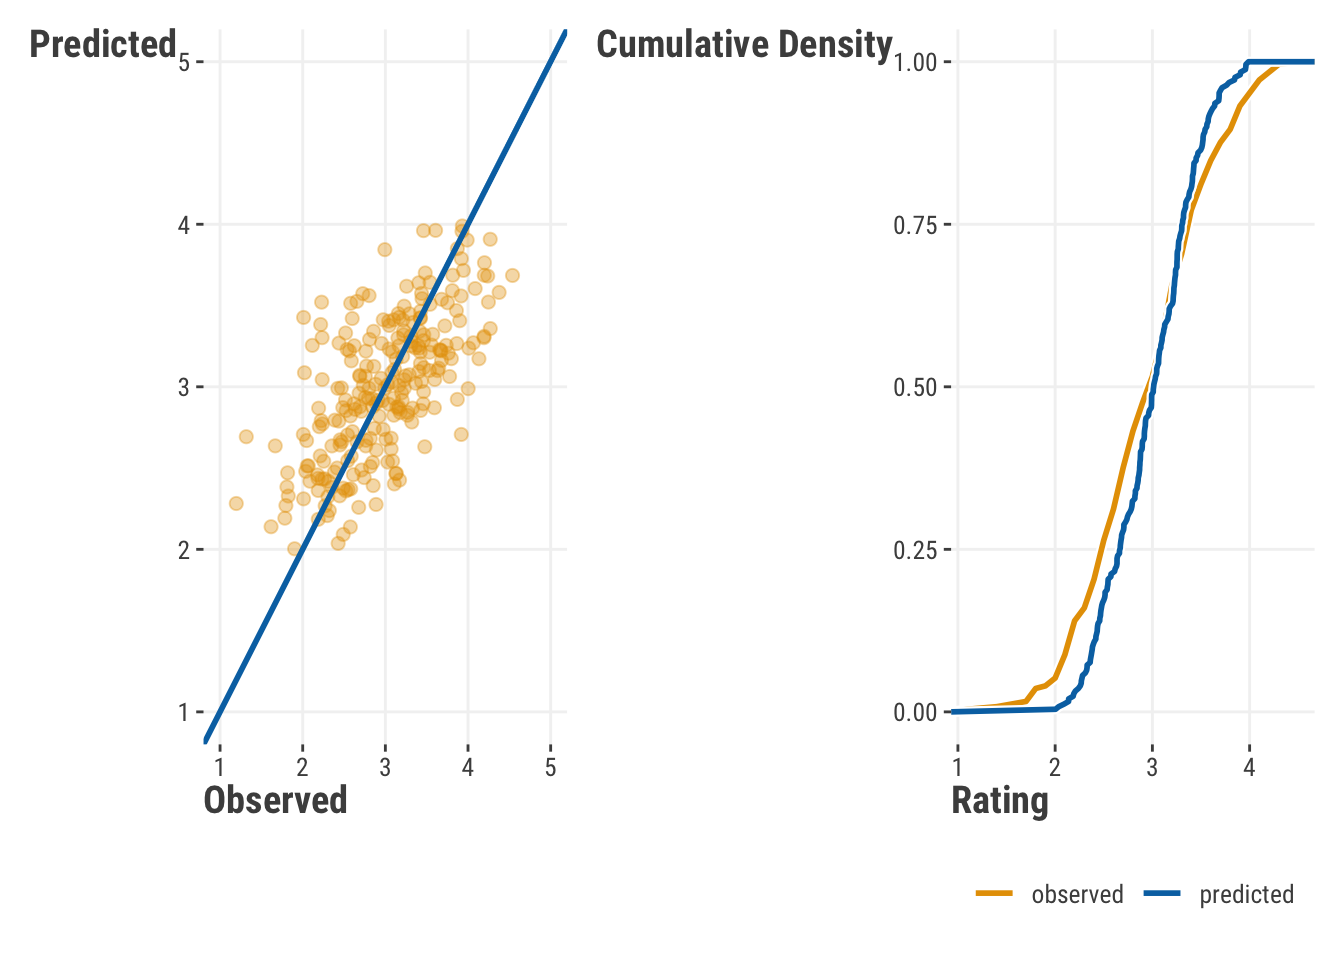 Predicted
5
4
3
2
1
1 2 3 4 5
Observed
Cumulative Density
1.00
0.75
0.50
0.25
0.00
1 2 3 4
Rating
observed predicted